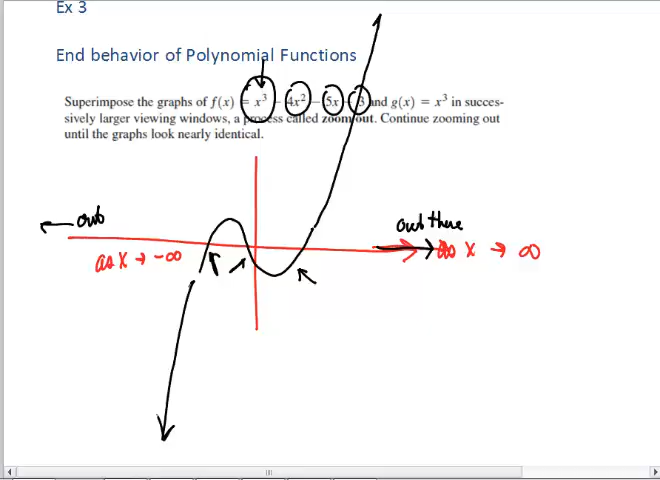 Ex 3
End behavior of Polynomial Functions
Superimpose the graphs of f(x) = x³ − 4x² − 5x − 3 and g(x) = x³ in succes-
sively larger viewing windows, a process called zoom out. Continue zooming out
until the graphs look nearly identical.
out
out there
as x → -∞
as x → ∞